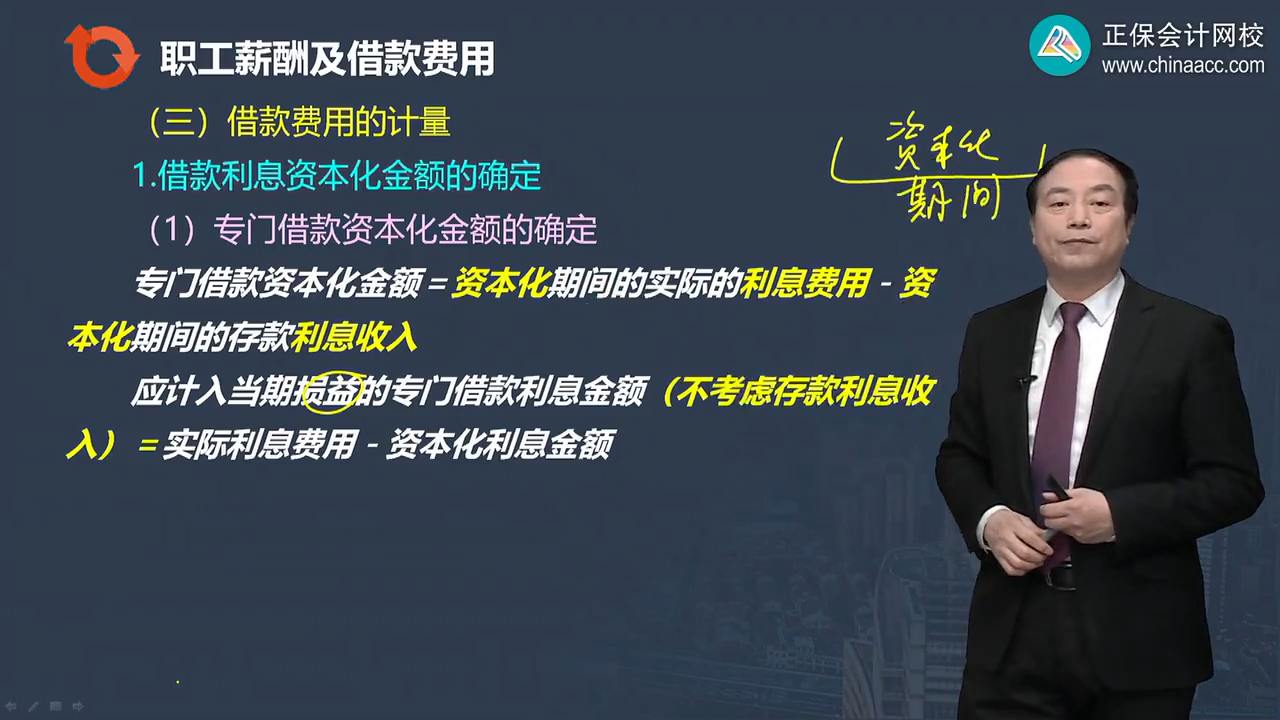 职工薪酬及借款费用
正保会计网校
www.chinaacc.com
（三）借款费用的计量
1.借款利息资本化金额的确定
（1）专门借款资本化金额的确定
资本化
期间
专门借款资本化金额＝资本化期间的实际的利息费用－资
本化期间的存款利息收入
应计入当期损益的专门借款利息金额（不考虑存款利息收
入）＝实际利息费用－资本化利息金额